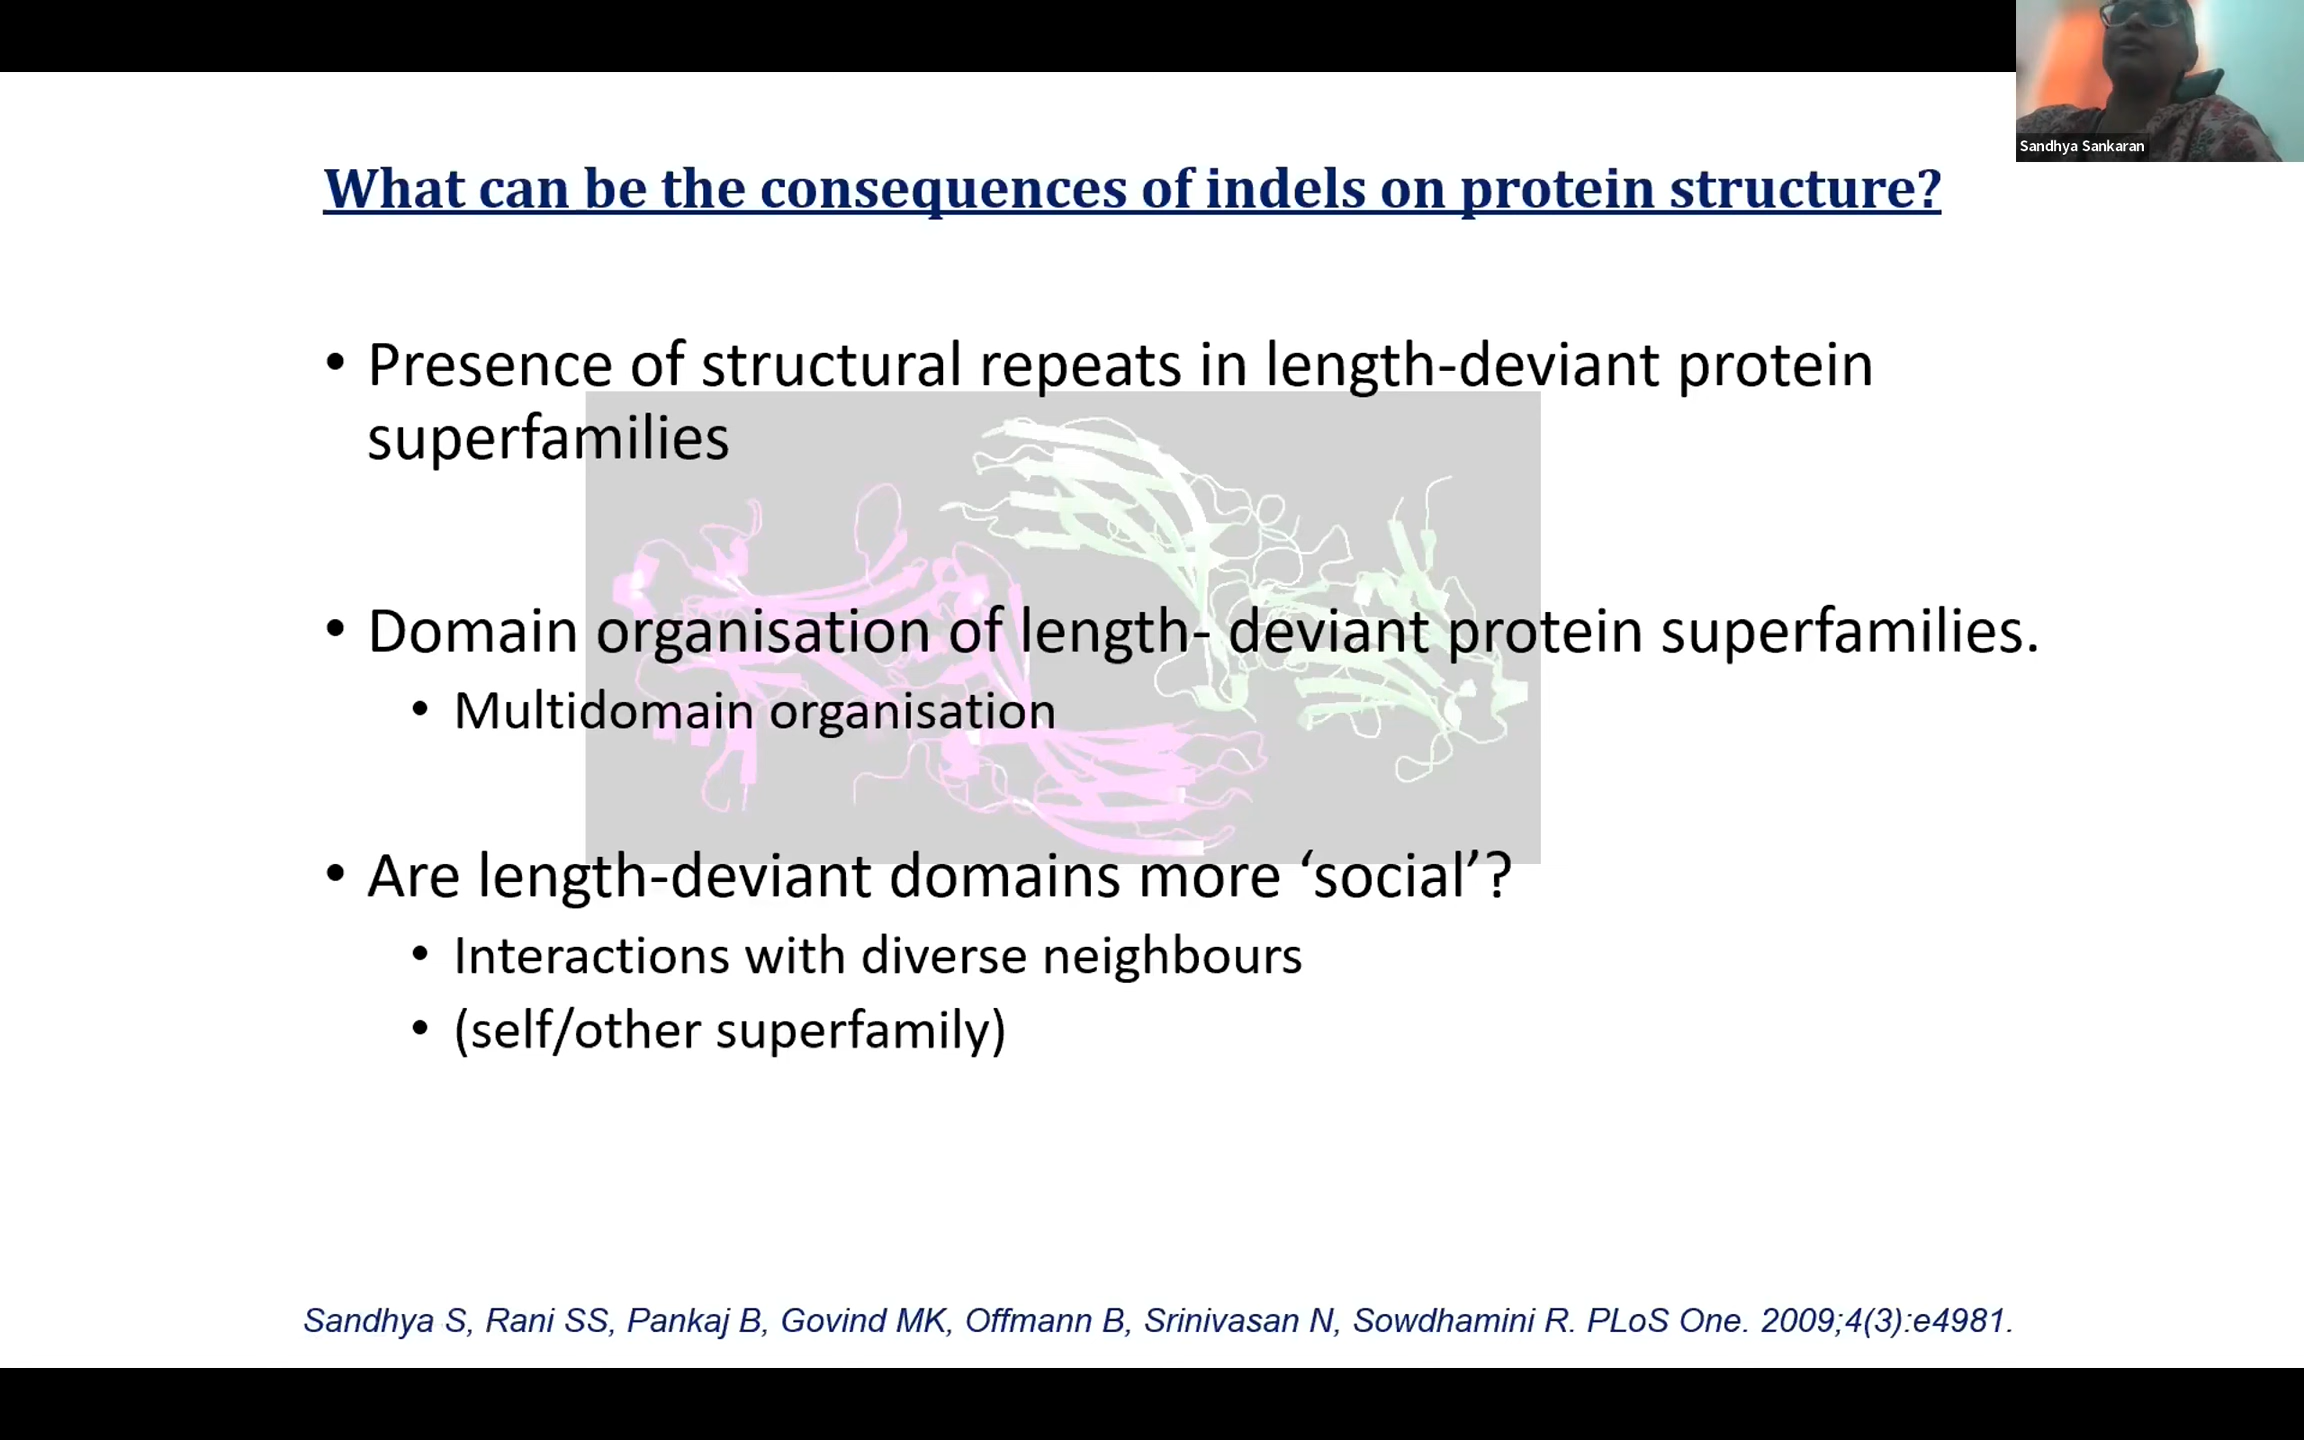 Sandhya Sankaran
What can be the consequences of indels on protein structure?
• Presence of structural repeats in length-deviant protein
superfamilies
• Domain organisation of length- deviant protein superfamilies.
• Multidomain organisation
• Are length-deviant domains more ‘social’?
• Interactions with diverse neighbours
• (self/other superfamily)
Sandhya S, Rani SS, Pankaj B, Govind MK, Offmann B, Srinivasan N, Sowdhamini R. PLoS One. 2009;4(3):e4981.